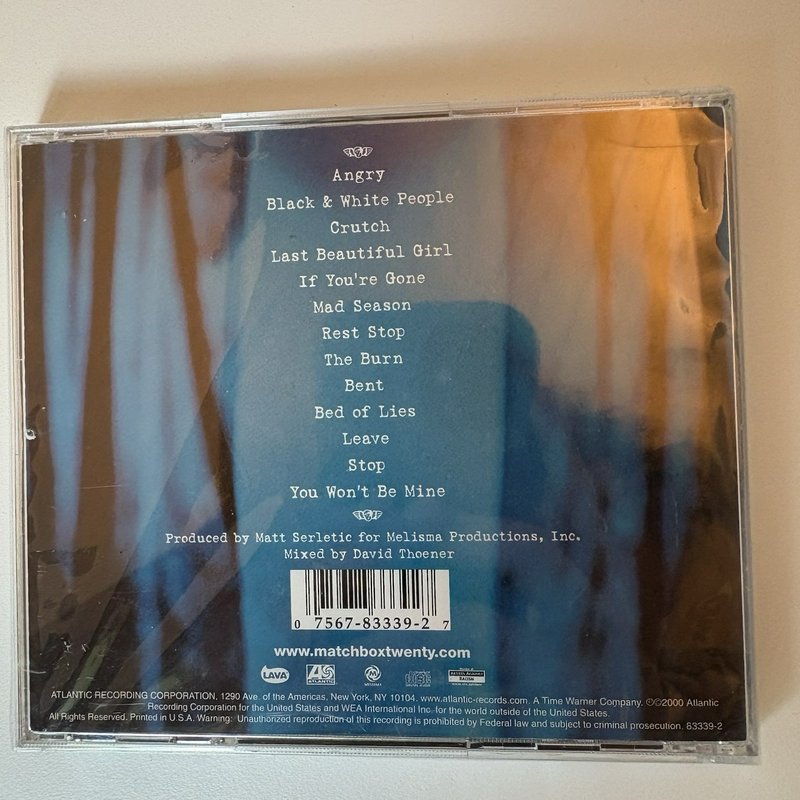 Angry
Black & White People
Crutch
Last Beautiful Girl
If You're Gone
Mad Season
Rest Stop
The Burn
Bent
Bed of Lies
Leave
Stop
You Won't Be Mine
Produced by Matt Serletic for Melisma Productions, Inc.
Mixed by David Thoener
0 7567-83339-2 7
www.matchboxtwenty.com
LAVA ATLANTIC MELISMA
ATLANTIC RECORDING CORPORATION, 1290 Ave. of the Americas, New York, NY 10104. www.atlantic-records.com. A Time Warner Company. ℗©2000 Atlantic
Recording Corporation for the United States and WEA International Inc. for the world outside of the United States.
All Rights Reserved. Printed in U.S.A. Warning: Unauthorized reproduction of this recording is prohibited by Federal law and subject to criminal prosecution. 83339-2